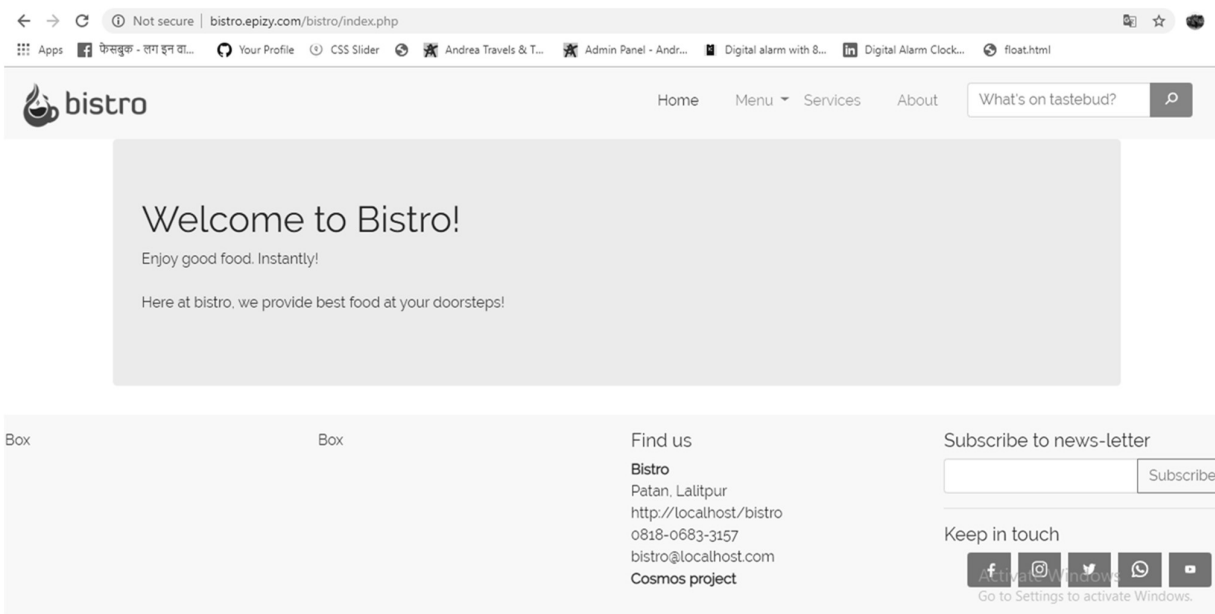 Not secure | bistro.epizy.com/bistro/index.php
Apps फेसबुक - लग इन वा... Your Profile CSS Slider Andrea Travels & T... Admin Panel - Andr... Digital alarm with 8... Digital Alarm Clock... float.html
bistro Home Menu Services About What's on tastebud?
Welcome to Bistro!
Enjoy good food. Instantly!
Here at bistro, we provide best food at your doorsteps!
Box
Box
Find us
Bistro
Patan, Lalitpur
http://localhost/bistro
0818-0683-3157
bistro@localhost.com
Cosmos project
Subscribe to news-letter
Subscribe
Keep in touch
Activate Windows
Go to Settings to activate Windows.